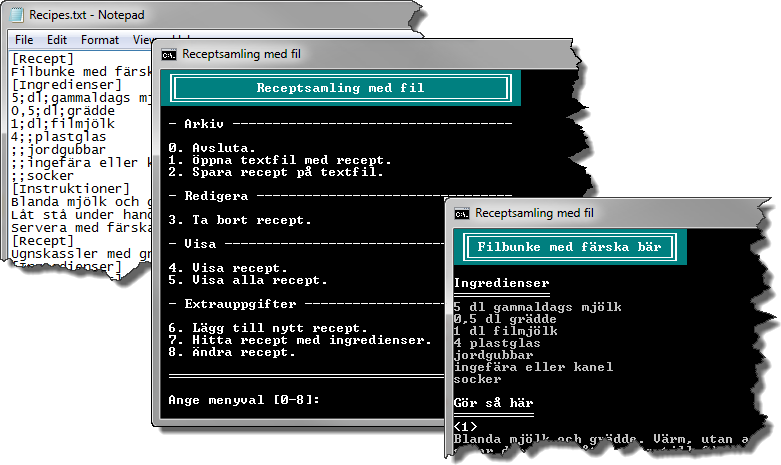 Recipes.txt - Notepad
File Edit Format View
[Recept]
Filbunke med färsk
[Ingredienser]
5;dl;gammaldags mj
0,5;dl;grädde
1;dl;filmjölk
4;;plastglas
;;jordgubbar
;;ingefära eller k
;;socker
[Instruktioner]
Blanda mjölk och g
Låt stå under hand
Servera med färska
[Recept]
Ugnskassler med gr
[Ingredienser]
Receptsamling med fil
Receptsamling med fil
- Arkiv -----------------------------------
0. Avsluta.
1. Öppna textfil med recept.
2. Spara recept på textfil.
- Redigera --------------------------------
3. Ta bort recept.
- Visa ------------------------------------
4. Visa recept.
5. Visa alla recept.
- Extrauppgifter --------------------------
6. Lägg till nytt recept.
7. Hitta recept med ingredienser.
8. Ändra recept.
Ange menyval [0-8]:
Receptsamling med fil
Filbunke med färska bär
Ingredienser
5 dl gammaldags mjölk
0,5 dl grädde
1 dl filmjölk
4 plastglas
jordgubbar
ingefära eller kanel
socker
Gör så här
<1>
Blanda mjölk och grädde. Värm, utan a